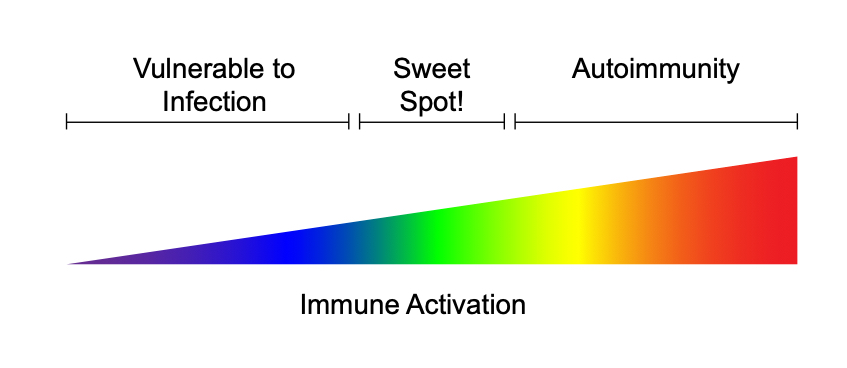 Vulnerable to
Infection
Sweet
Spot!
Autoimmunity
Immune Activation